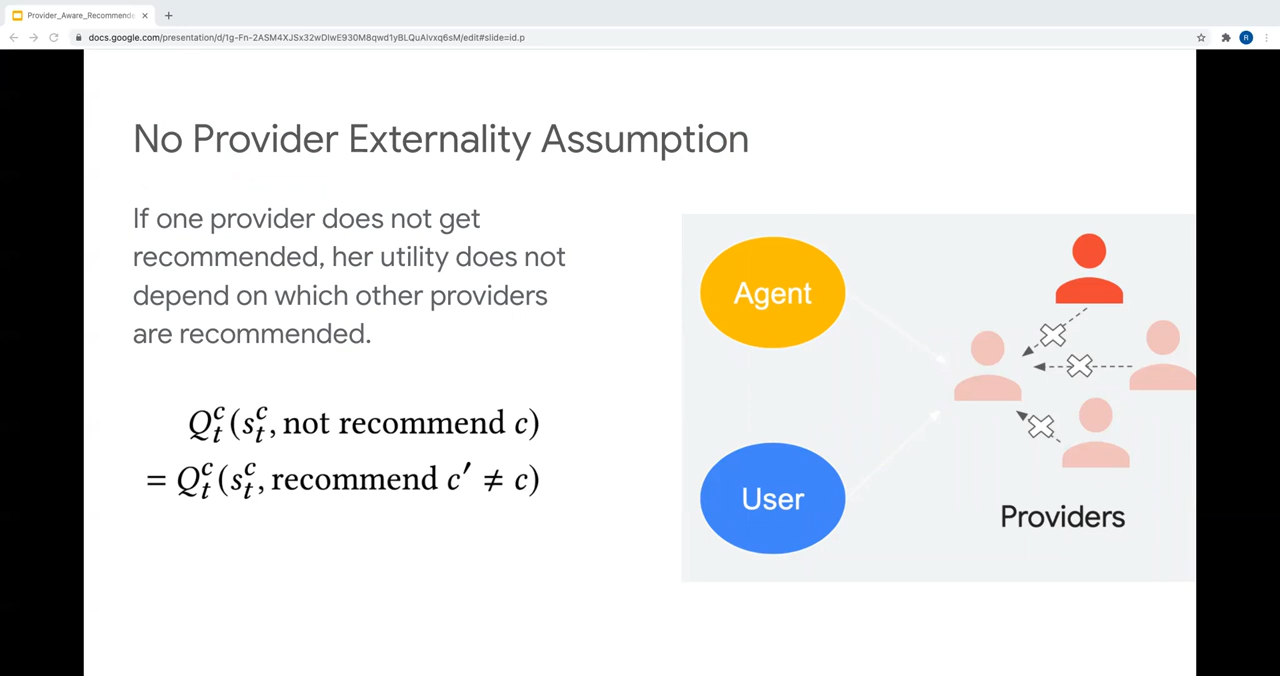 Provider_Aware_Recommend
docs.google.com/presentation/d/1g-Fn-2ASM4XJSx32wDIwE930M8qwd1yBLQuAlvxq6sM/edit#slide=id.p
R
No Provider Externality Assumption
If one provider does not get
recommended, her utility does not
depend on which other providers
are recommended.
Q_t^c(s_t^c, not recommend c)
= Q_t^c(s_t^c, recommend c′ ≠ c)
Agent
User
Providers